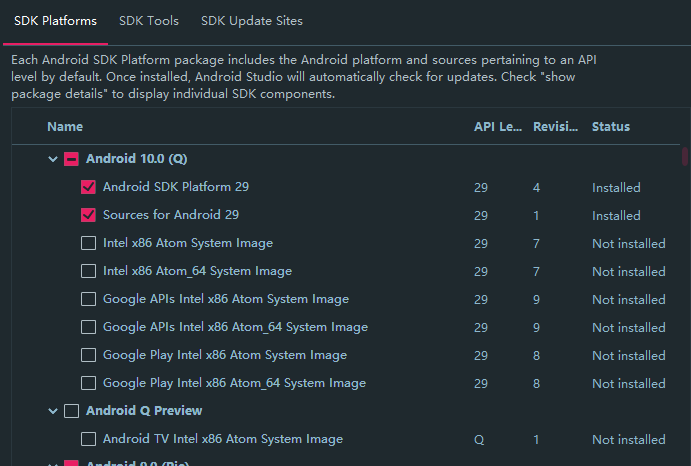 SDK Platforms SDK Tools SDK Update Sites
Each Android SDK Platform package includes the Android platform and sources pertaining to an API
level by default. Once installed, Android Studio will automatically check for updates. Check "show
package details" to display individual SDK components.
Name API Le... Revisi... Status
Android 10.0 (Q)
Android SDK Platform 29 29 4 Installed
Sources for Android 29 29 1 Installed
Intel x86 Atom System Image 29 7 Not installed
Intel x86 Atom_64 System Image 29 7 Not installed
Google APIs Intel x86 Atom System Image 29 9 Not installed
Google APIs Intel x86 Atom_64 System Image 29 9 Not installed
Google Play Intel x86 Atom System Image 29 8 Not installed
Google Play Intel x86 Atom_64 System Image 29 8 Not installed
Android Q Preview
Android TV Intel x86 Atom System Image Q 1 Not installed
Android 9.0 (Pie)